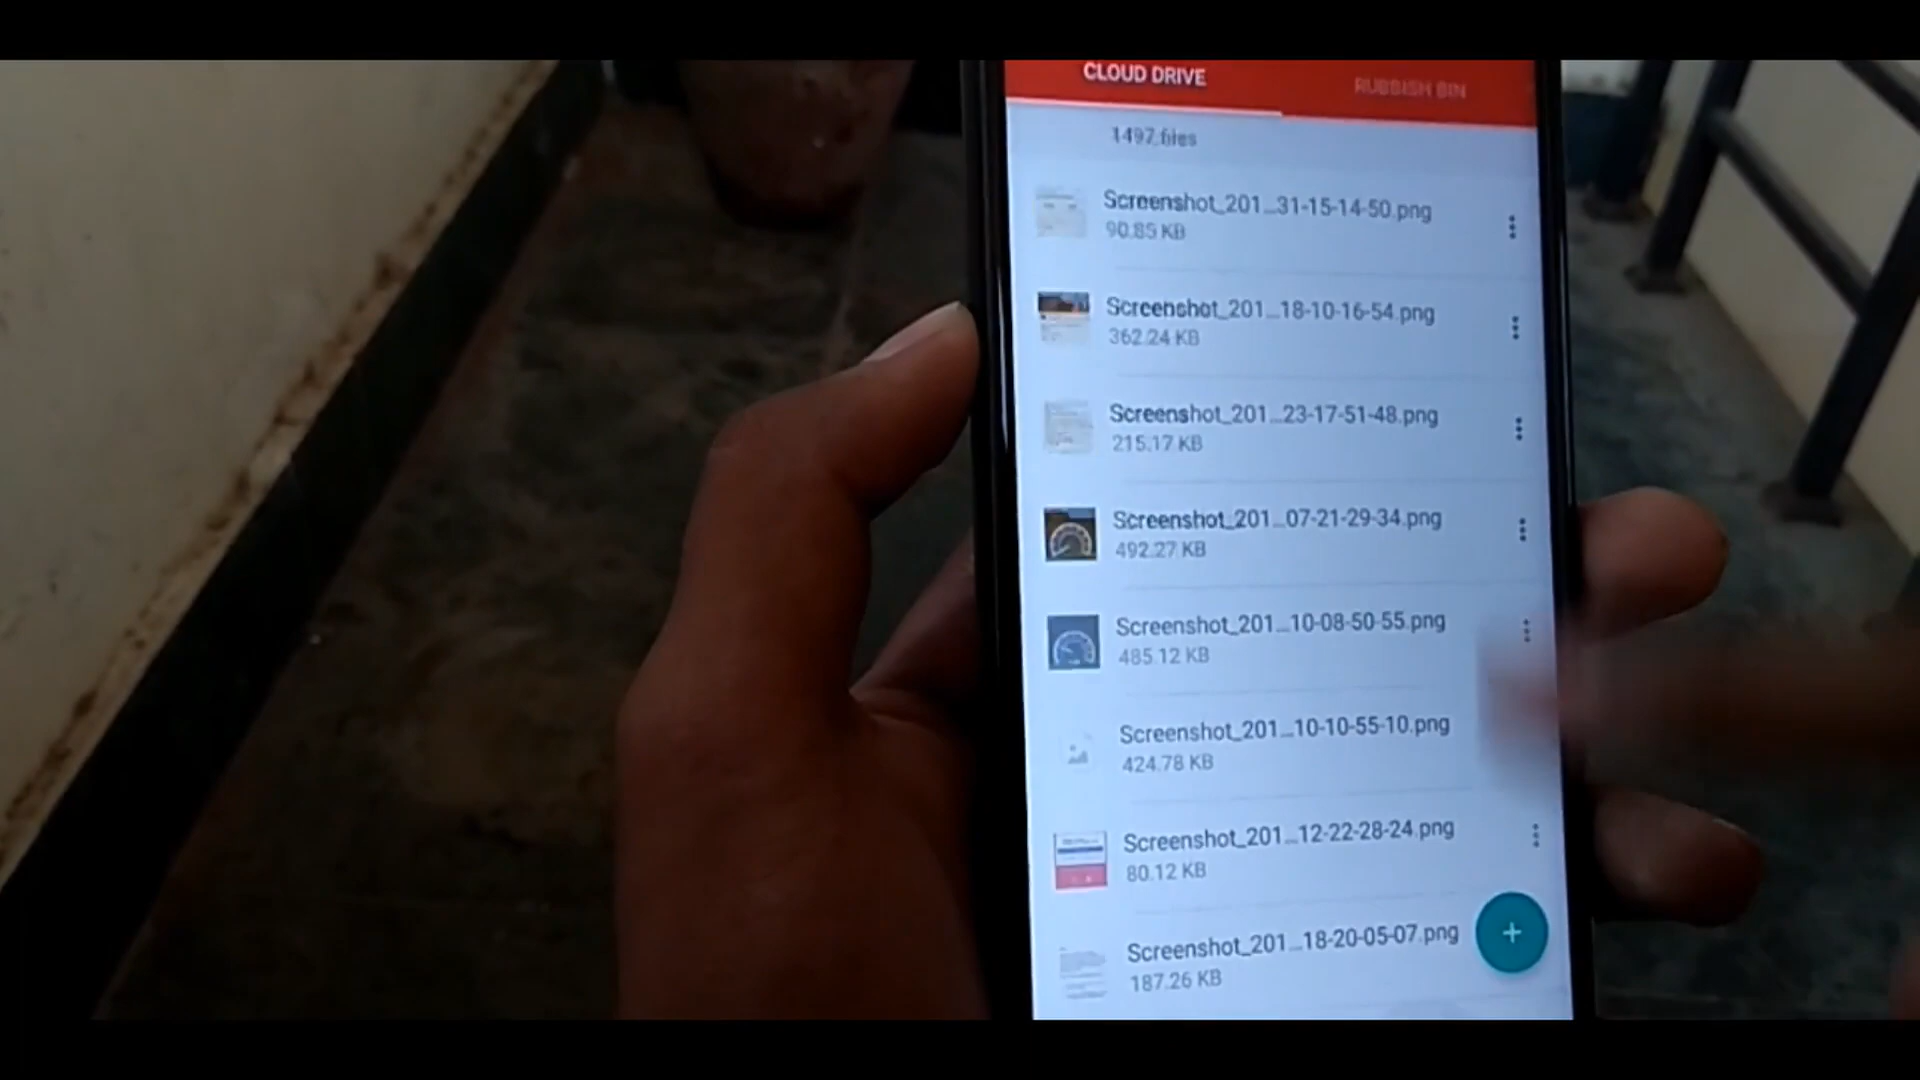 CLOUD DRIVE
RUBBISH BIN
1497 files
Screenshot_201...31-15-14-50.png
90.85 KB
Screenshot_201...18-10-16-54.png
362.24 KB
Screenshot_201...23-17-51-48.png
215.17 KB
Screenshot_201...07-21-29-34.png
492.27 KB
Screenshot_201...10-08-50-55.png
485.12 KB
Screenshot_201...10-10-55-10.png
424.78 KB
Screenshot_201...12-22-28-24.png
80.12 KB
Screenshot_201...18-20-05-07.png
187.26 KB